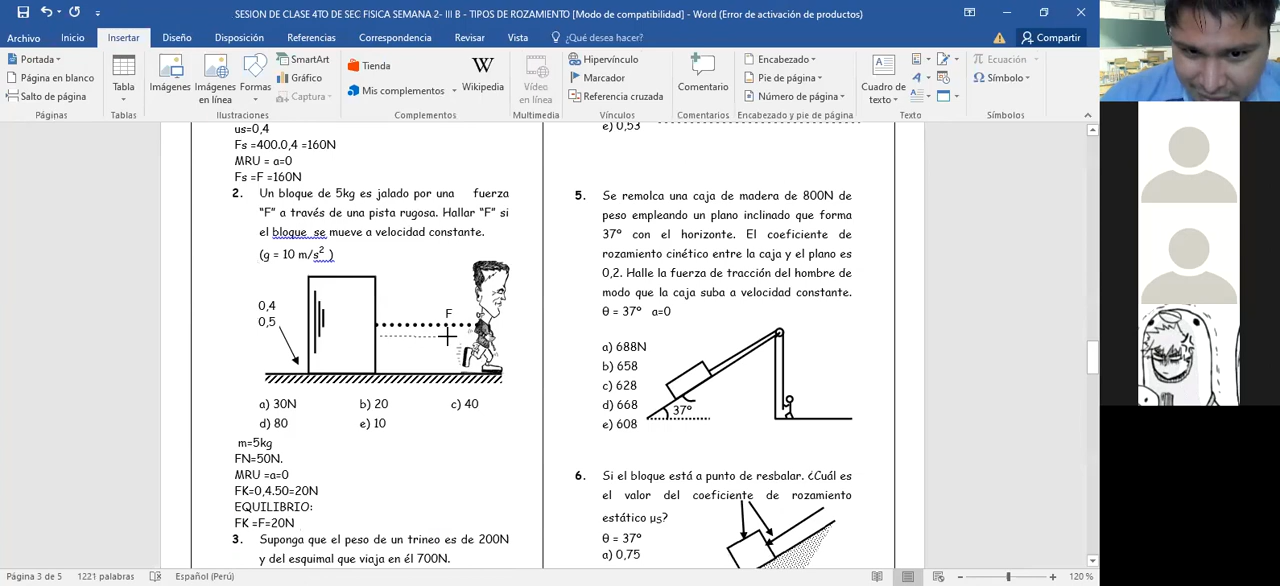 SESION DE CLASE 4TO DE SEC FISICA SEMANA 2- III B - TIPOS DE ROZAMIENTO [Modo de compatibilidad] - Word (Error de activación de productos)
Archivo Inicio Insertar Diseño Disposición Referencias Correspondencia Revisar Vista ¿Qué desea hacer? Compartir
Portada
Página en blanco
Salto de página
Páginas
Tabla
Tablas
Imágenes
Imágenes en línea
Formas
SmartArt
Gráfico
Captura
Ilustraciones
Tienda
Mis complementos
Wikipedia
Complementos
Vídeo en línea
Multimedia
Hipervínculo
Marcador
Referencia cruzada
Vínculos
Comentario
Comentarios
Encabezado
Pie de página
Número de página
Encabezado y pie de página
Cuadro de texto
Texto
Ecuación
Símbolo
Símbolos
us=0,4
Fs =400.0,4 =160N
MRU = a=0
Fs =F =160N
2. Un bloque de 5kg es jalado por una fuerza
"F" a través de una pista rugosa. Hallar "F" si
el bloque se mueve a velocidad constante.
(g = 10 m/s² )
0,4
0,5
F
a) 30N b) 20 c) 40
d) 80 e) 10
m=5kg
FN=50N.
MRU =a=0
FK=0,4.50=20N
EQUILIBRIO:
FK =F=20N
3. Suponga que el peso de un trineo es de 200N
y del esquimal que viaja en él 700N.
e) 0,53
5. Se remolca una caja de madera de 800N de
peso empleando un plano inclinado que forma
37º con el horizonte. El coeficiente de
rozamiento cinético entre la caja y el plano es
0,2. Halle la fuerza de tracción del hombre de
modo que la caja suba a velocidad constante.
θ = 37º a=0
a) 688N
b) 658
c) 628
d) 668
e) 608
37º
6. Si el bloque está a punto de resbalar. ¿Cuál es
el valor del coeficiente de rozamiento
estático μS?
θ = 37º
a) 0,75
Página 3 de 5 1221 palabras Español (Perú) 120 %